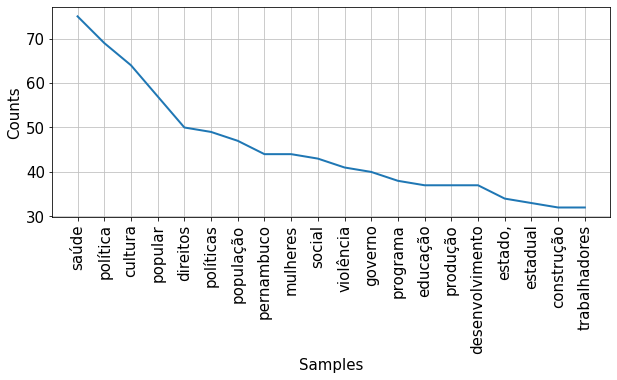 Counts
70
60
50
40
30
saúde
política
cultura
popular
direitos
políticas
população
pernambuco
mulheres
social
violência
governo
programa
educação
produção
desenvolvimento
estado,
estadual
construção
trabalhadores
Samples